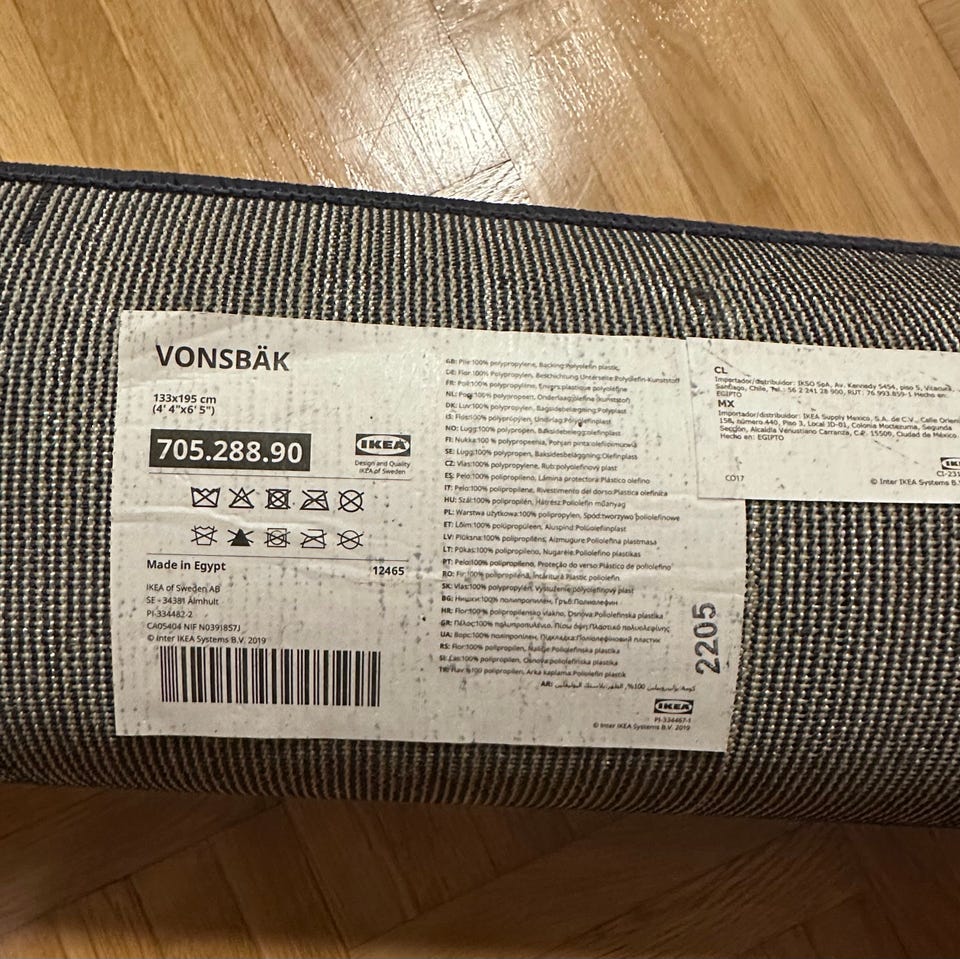 VONSBÄK
133x195 cm
(4' 4"x6' 5")
705.288.90
IKEA
Design and Quality
IKEA of Sweden
Made in Egypt
12465
IKEA of Sweden AB
SE - 34381 Älmhult
PI-334482-2
CA05404 NIF N0391857J
© Inter IKEA Systems B.V. 2019
GB: Pile:100% polypropylene, Backing:Polyolefin plastic
DE: Flor:100% Polypropylen, Beschichtung Unterseite:Polyolefin-Kunststoff
FR: Poil:100% polypropylène, Envers:plastique polyoléfine
NL: Pool:100% polypropeen, Onderlaag:olefine (kunststof)
DK: Luv:100% polypropylen, Bagsidebelægning:Polyplast
IS: Flos:100% pólýprópýlen, Undirlag:Pólýólefínplast
NO: Lugg:100% polypropylen, Baksidebelegg:Olefinplast
FI: Nukka:100 % polypropeenia, Pohjan pinta:olefiinimuovia
SE: Lugg:100% propen, Baksidesbeläggning:Olefinplast
CZ: Vlas:100% polypropylen, Rub:polyolefinový plast
ES: Pelo:100% polipropileno, Lámina protectora:Plástico olefino
IT: Pelo:100% polipropilene, Rivestimento del dorso:Plastica olefinica
HU: Szál:100% polipropilén, Hátrész:Poliolefin műanyag
PL: Warstwa użytkowa:100% polipropylen, Spód:tworzywo poliolefinowe
ET: Lõim:100% polüpropüleen, Aluspind:Polüolefiinplast
LV: Plūksna:100% polipropilēns, Aizmugure:Poliolefīna plastmasa
LT: Pūkas:100% polipropileno, Nugarėlė:Poliolefino plastikas
PT: Pelo:100% polipropileno, Proteção do verso:Plástico de poliolefino
RO: Fir:100% polipropilenă, Încăritură:Plastic poliolefin
SK: Vlas:100% polypropylén, Vystuženie:polyolefínový plast
BG: Нишки:100% полипропилен, Гръб:Полиолефин
HR: Flor:100% polipropilensko vlakno, Osnova:Poliolefinska plastika
GR: Πέλος:100% πολυπροπυλένιο, Πίσω όψη:Πλαστικό πολυολεφίνης
UA: Ворс:100% поліпропілен, Підкладка:Поліолефіновий пластик
RS: Flor:100% polipropilen, Naličje:Poliolefinska plastika
SI: Las:100% polipropilen, Osnova:poliolefinska plastika
TR: Hav:%100 polipropilen, Arka kaplama:Poliolefin plastik
AR:
IKEA
PI-334467-1
© Inter IKEA Systems B.V. 2019
2205
CL
Importador/distribuidor: IKSO SpA, Av. Kennedy 5454, piso 5, Vitacura,
Santiago, Chile, Tel.: 56 2 241 28 900, RUT: 76.993.859-1 Hecho en:
EGIPTO
MX
Importador/distribuidor: IKEA Supply Mexico, S.A. de C.V., Calle
158, número 440, Piso 3, Local 3D-01, Colonia Moctezuma, Segunda
Sección, Alcaldía Venustiano Carranza, C.P. 15500, Ciudad de México
Hecho en: EGIPTO
C017
© Inter IKEA Systems B.